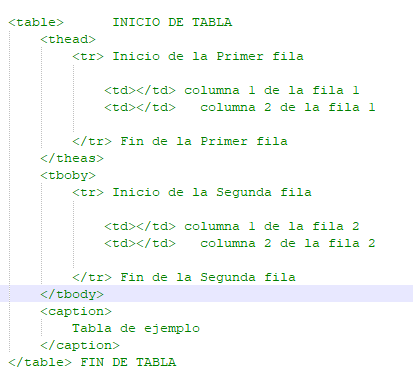 <table>      INICIO DE TABLA
    <thead>
        <tr> Inicio de la Primer fila
            <td></td> columna 1 de la fila 1
            <td></td>   columna 2 de la fila 1
        </tr> Fin de la Primer fila
    </theas>
    <tboby>
        <tr> Inicio de la Segunda fila
            <td></td> columna 1 de la fila 2
            <td></td>   columna 2 de la fila 2
        </tr> Fin de la Segunda fila
    </tbody>
    <caption>
        Tabla de ejemplo
    </caption>
</table> FIN DE TABLA